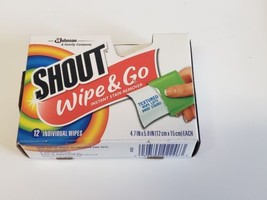 Johnson
A Family Company
SHOUT
Wipe & Go
INSTANT STAIN REMOVER
TEXTURED
12 INDIVIDUAL WIPES
4.7 IN x 5.9 IN (12 cm x 15 cm) EACH